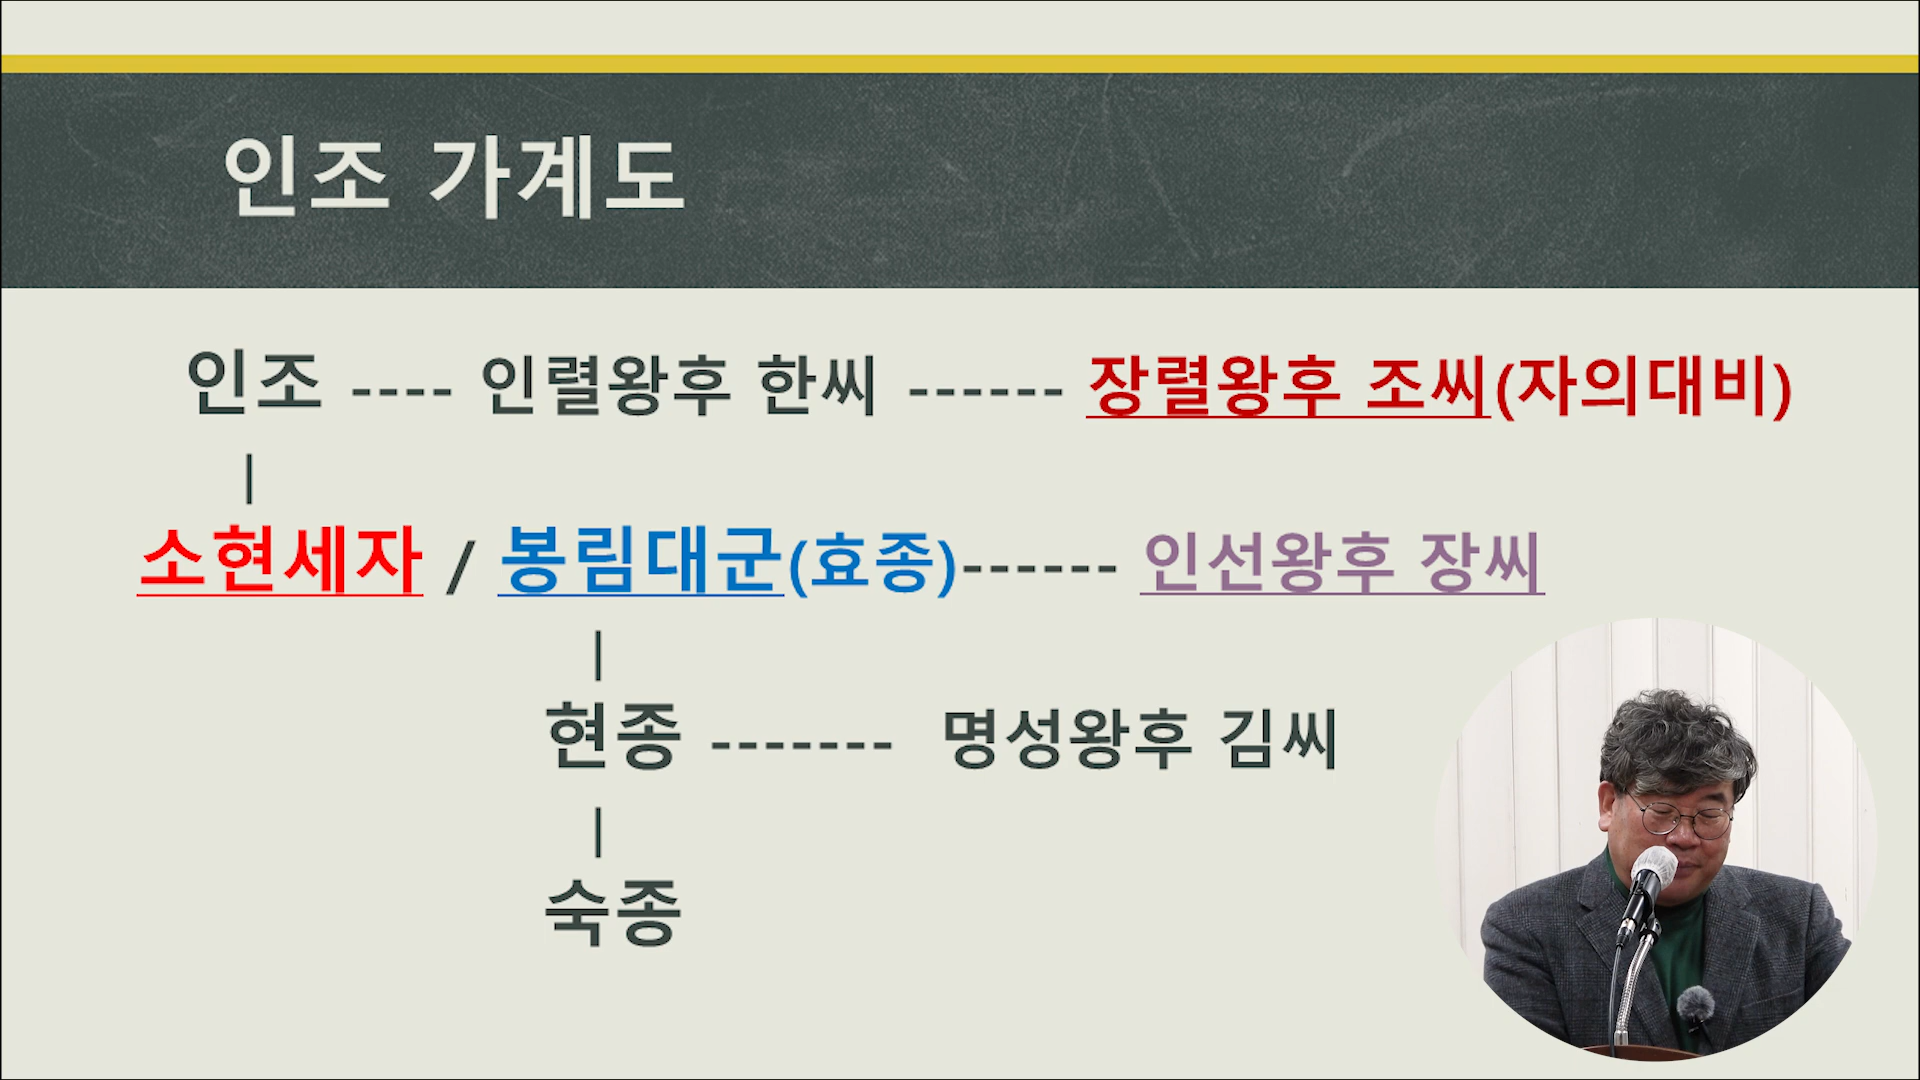 인조 가계도
인조 ---- 인렬왕후 한씨 ------ 장렬왕후 조씨(자의대비)
|
소현세자 / 봉림대군(효종)------ 인선왕후 장씨
|
현종 ------- 명성왕후 김씨
|
숙종